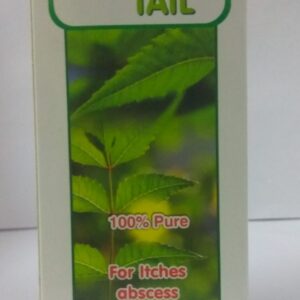 TAIL
100% Pure
For Itches
abscess